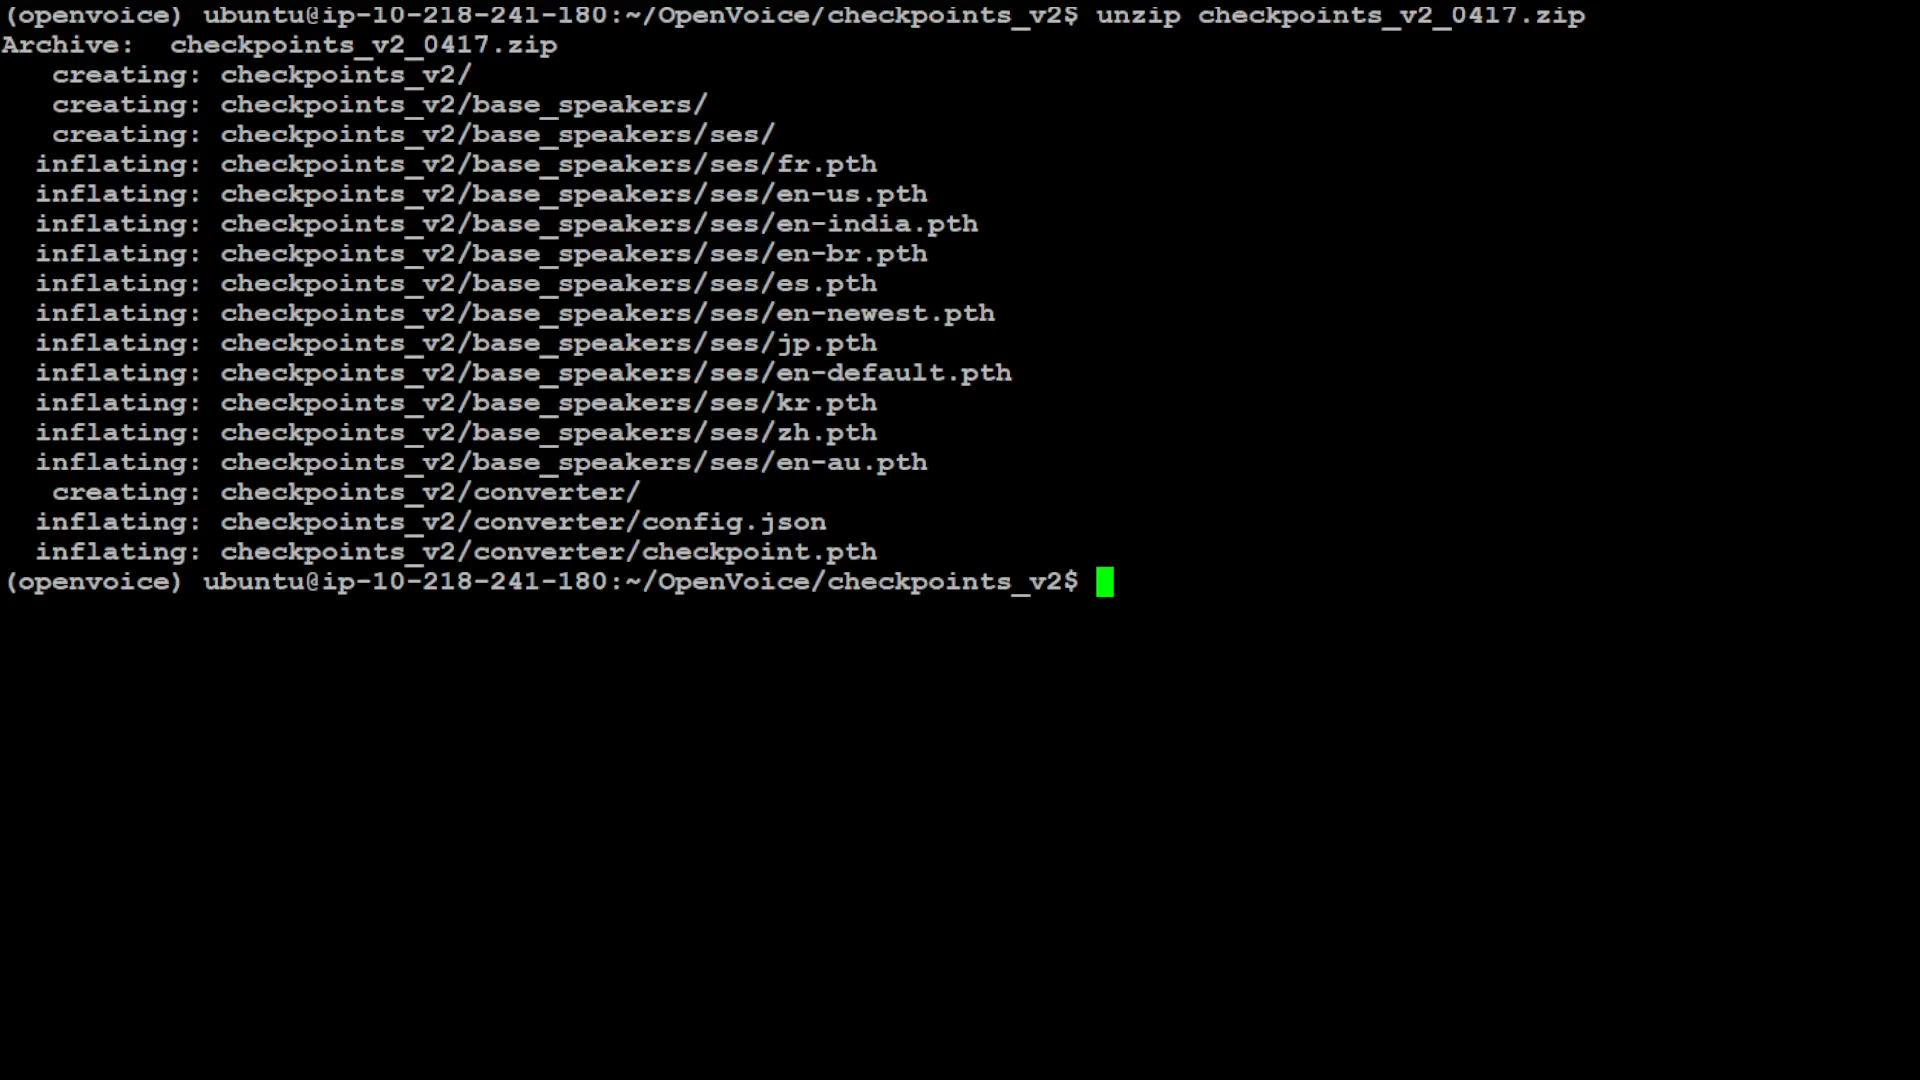 (openvoice) ubuntu@ip-10-218-241-180:~/OpenVoice/checkpoints_v2$ unzip checkpoints_v2_0417.zip
Archive:  checkpoints_v2_0417.zip
   creating: checkpoints_v2/
   creating: checkpoints_v2/base_speakers/
   creating: checkpoints_v2/base_speakers/ses/
  inflating: checkpoints_v2/base_speakers/ses/fr.pth
  inflating: checkpoints_v2/base_speakers/ses/en-us.pth
  inflating: checkpoints_v2/base_speakers/ses/en-india.pth
  inflating: checkpoints_v2/base_speakers/ses/en-br.pth
  inflating: checkpoints_v2/base_speakers/ses/es.pth
  inflating: checkpoints_v2/base_speakers/ses/en-newest.pth
  inflating: checkpoints_v2/base_speakers/ses/jp.pth
  inflating: checkpoints_v2/base_speakers/ses/en-default.pth
  inflating: checkpoints_v2/base_speakers/ses/kr.pth
  inflating: checkpoints_v2/base_speakers/ses/zh.pth
  inflating: checkpoints_v2/base_speakers/ses/en-au.pth
   creating: checkpoints_v2/converter/
  inflating: checkpoints_v2/converter/config.json
  inflating: checkpoints_v2/converter/checkpoint.pth
(openvoice) ubuntu@ip-10-218-241-180:~/OpenVoice/checkpoints_v2$